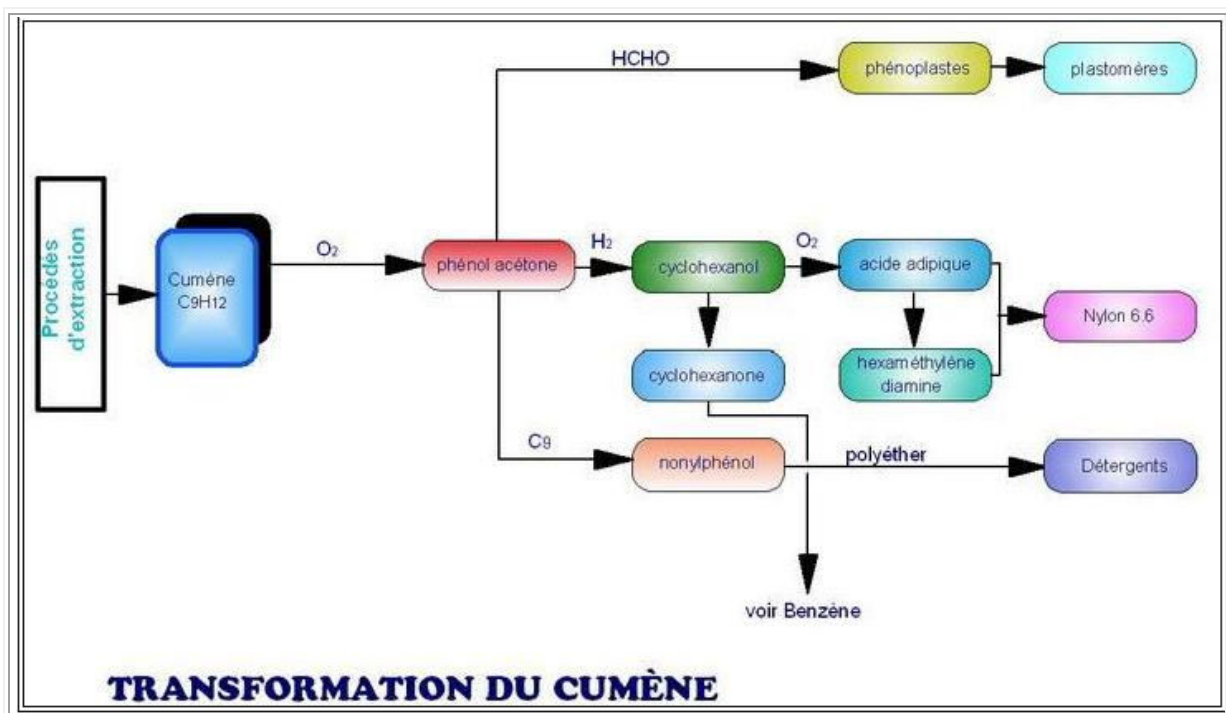 HCHO
phénoplastes
plastomères
Procédés
d'extraction
Cumène
C9H12
O2
phénol acétone
H2
cyclohexanol
O2
acide adipique
Nylon 6.6
cyclohexanone
hexaméthylène
diamine
C9
nonylphénol
polyéther
Détergents
voir Benzène
TRANSFORMATION DU CUMÈNE